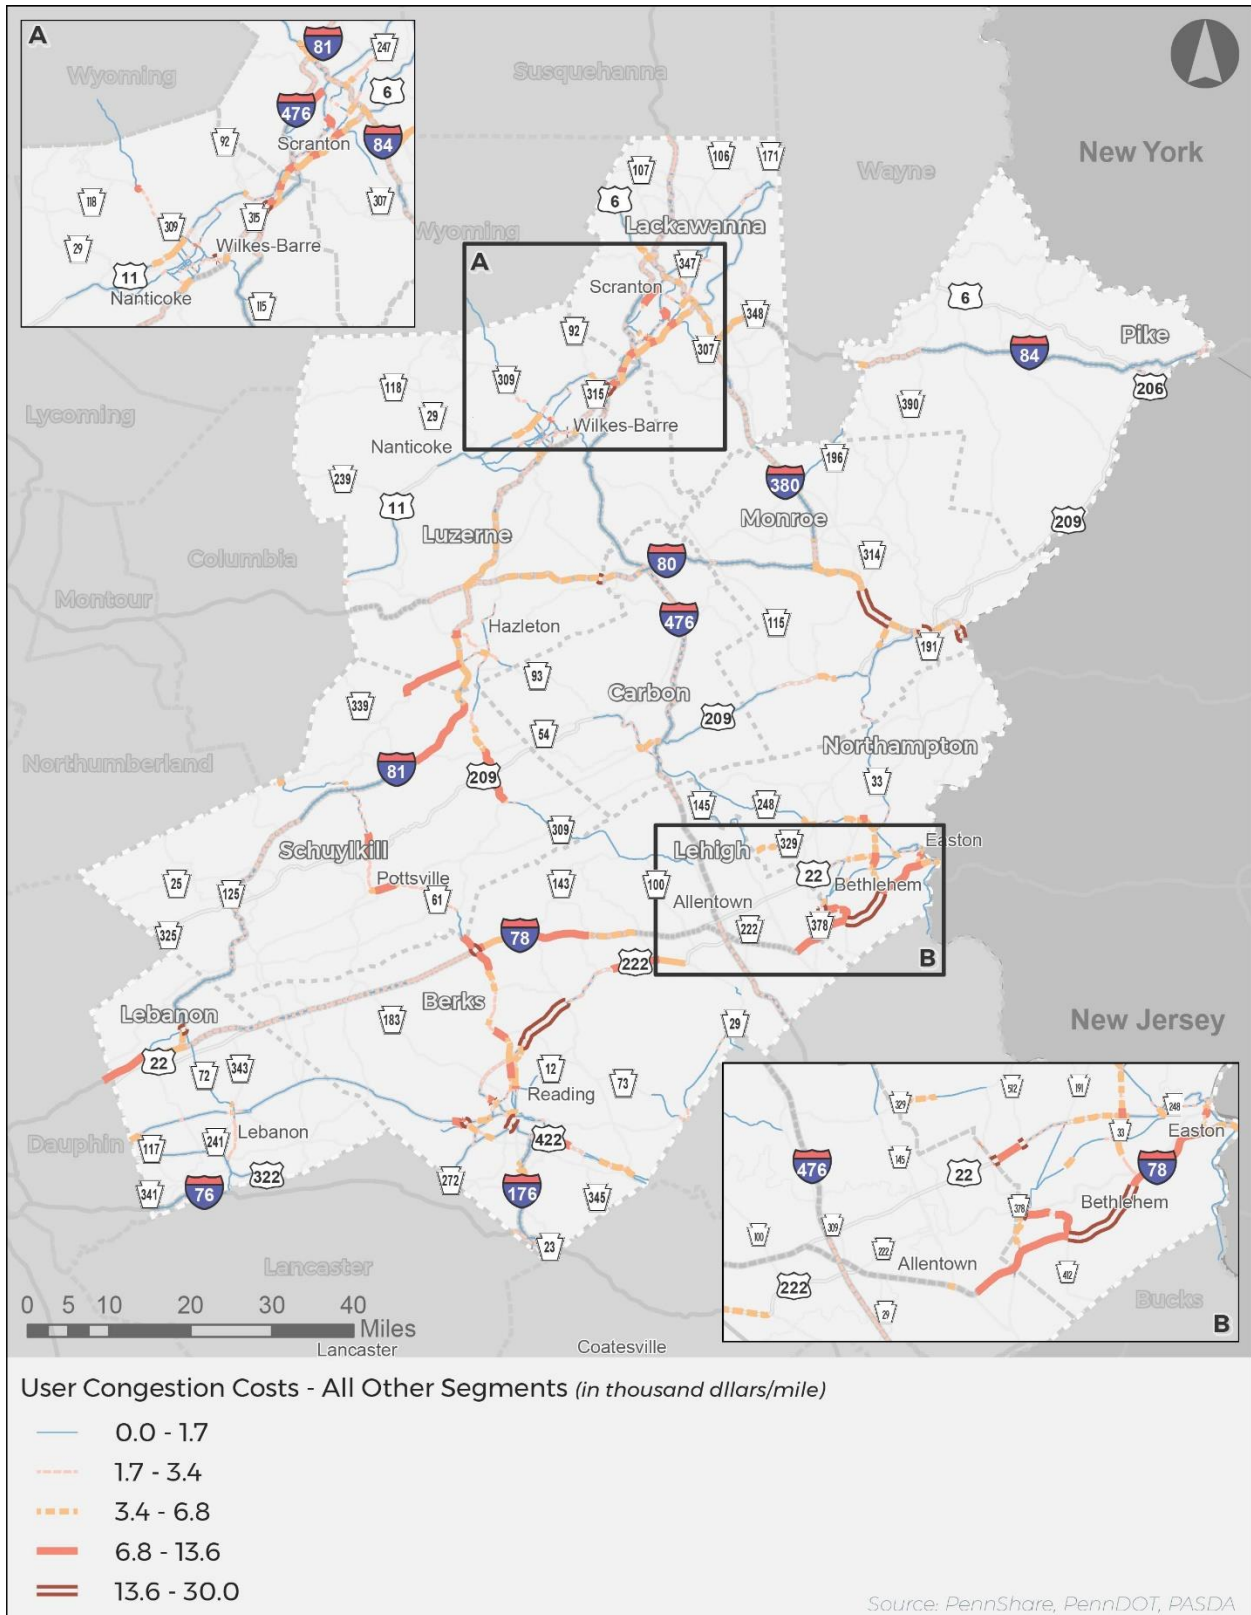 A
Wyoming
81
247
476
6
92
Scranton
84
118
307
309
315
29
Wilkes-Barre
11
Nanticoke
115
Susquehanna
New York
Wayne
107
106
171
6
Lackawanna
Wyoming
A
347
Scranton
6
92
348
Pike
84
307
309
118
315
206
390
Lycoming
29
Wilkes-Barre
Nanticoke
196
239
380
11
Monroe
209
Luzerne
Columbia
314
80
Montour
476
115
Hazleton
191
93
Carbon
339
209
54
Northampton
Northumberland
81
209
33
145
248
309
329
Easton
Schuylkill
Lehigh
22
Pottsville
143
100
Bethlehem
25
125
61
Allentown
378
222
325
78
222
B
Berks
Lebanon
183
29
New Jersey
22
72
343
12
73
Reading
Dauphin
117
241
Lebanon
422
322
272
341
76
176
345
23
Lancaster
512
191
329
248
33
Easton
476
145
22
78
378
Bethlehem
100
309
222
Allentown
412
222
29
Bucks
B
0 5 10 20 30 40
Miles
Lancaster
Coatesville
User Congestion Costs - All Other Segments (in thousand dllars/mile)
0.0 - 1.7
1.7 - 3.4
3.4 - 6.8
6.8 - 13.6
13.6 - 30.0
Source: PennShare, PennDOT, PASDA